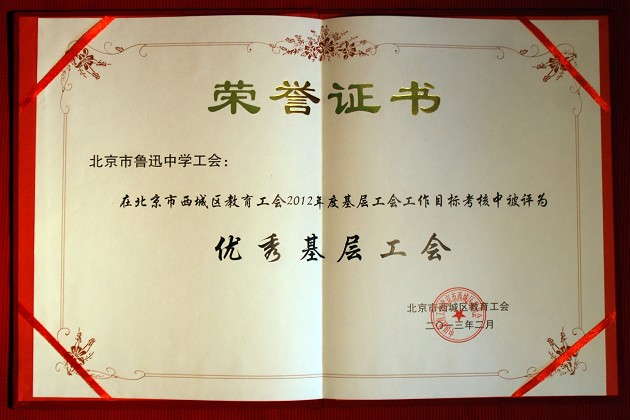 荣誉证书
北京市鲁迅中学工会：
在北京市西城区教育工会2012年度基层工会工作目标考核中被评为
优秀基层工会
北京市西城区教育工会
二〇一三年二月